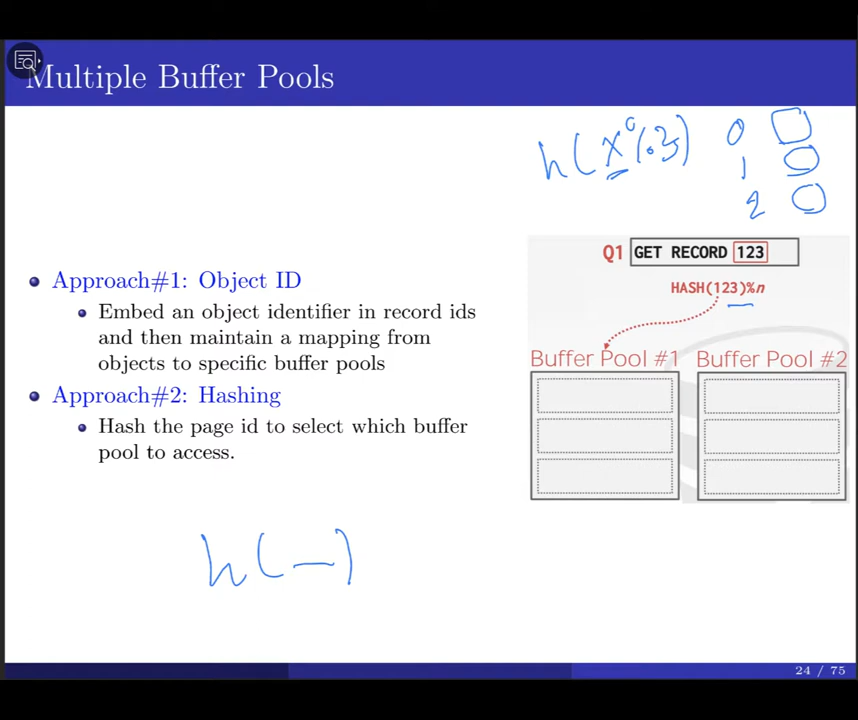 Multiple Buffer Pools
h(x%3)
0
1
2
Approach#1: Object ID
Embed an object identifier in record ids
and then maintain a mapping from
objects to specific buffer pools
Approach#2: Hashing
Hash the page id to select which buffer
pool to access.
Q1 GET RECORD 123
HASH(123)%n
Buffer Pool #1 Buffer Pool #2
h(—)
24 / 75